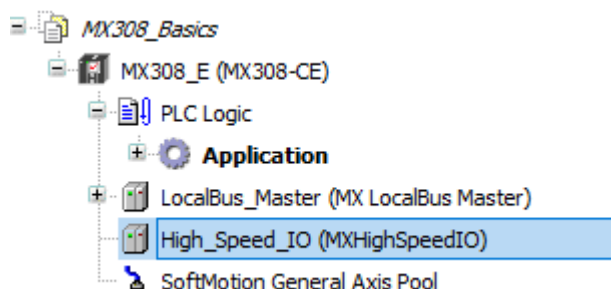 MX308_Basics
MX308_E (MX308-CE)
PLC Logic
Application
LocalBus_Master (MX LocalBus Master)
High_Speed_IO (MXHighSpeedIO)
SoftMotion General Axis Pool